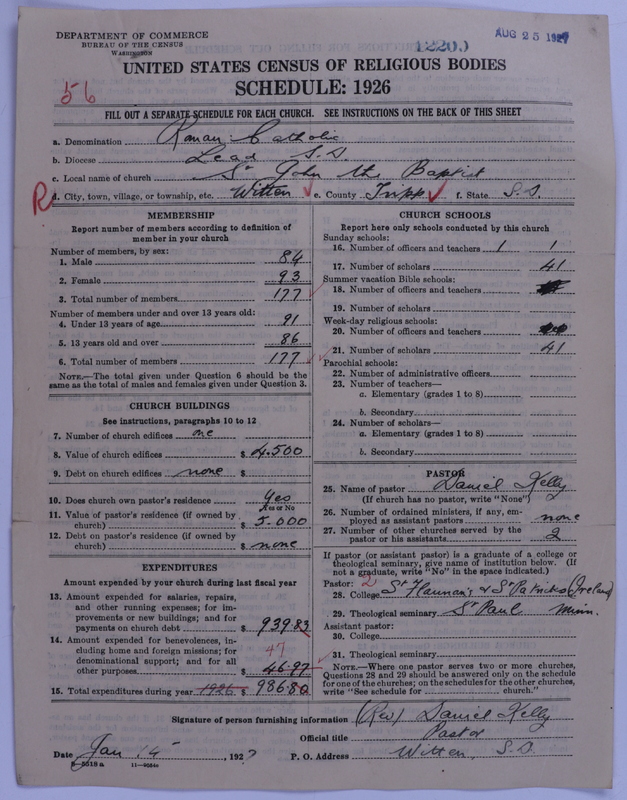 DEPARTMENT OF COMMERCE
BUREAU OF THE CENSUS
WASHINGTON
AUG 25 1927
UNITED STATES CENSUS OF RELIGIOUS BODIES
SCHEDULE: 1926
56
FILL OUT A SEPARATE SCHEDULE FOR EACH CHURCH. SEE INSTRUCTIONS ON THE BACK OF THIS SHEET
a. Denomination Roman Catholic
b. Diocese Lead S.D.
c. Local name of church St John the Baptist
R
d. City, town, village, or township, etc. Witten e. County Tripp f. State S.D.
MEMBERSHIP
Report number of members according to definition of member in your church
Number of members, by sex:
1. Male 84
2. Female 93
3. Total number of members 177
Number of members under and over 13 years old:
4. Under 13 years of age 91
5. 13 years old and over 86
6. Total number of members 177
NOTE.—The total given under Question 6 should be the
same as the total of males and females given under Question 3.
CHURCH BUILDINGS
See instructions, paragraphs 10 to 12
7. Number of church edifices one
8. Value of church edifices $ 4.500
9. Debt on church edifices none $
10. Does church own pastor's residence Yes
Yes or No
11. Value of pastor's residence (if owned by
church) $ 5.000
12. Debt on pastor's residence (if owned by
church) $ none
EXPENDITURES
Amount expended by your church during last fiscal year
13. Amount expended for salaries, repairs,
and other running expenses; for im-
provements or new buildings; and for
payments on church debt $ 939.83
14. Amount expended for benevolences, in-
cluding home and foreign missions; for
denominational support; and for all
other purposes $ 46.97
47
15. Total expenditures during year 1926 $ 986.80
CHURCH SCHOOLS
Report here only schools conducted by this church
Sunday schools:
16. Number of officers and teachers 1 1
17. Number of scholars 41
Summer vacation Bible schools:
18. Number of officers and teachers
19. Number of scholars
Week-day religious schools:
20. Number of officers and teachers
21. Number of scholars 41
Parochial schools:
22. Number of administrative officers
23. Number of teachers—
a. Elementary (grades 1 to 8)
b. Secondary
24. Number of scholars—
a. Elementary (grades 1 to 8)
b. Secondary
PASTOR
25. Name of pastor Daniel Kelly
(If church has no pastor, write "None")
26. Number of ordained ministers, if any, em-
ployed as assistant pastors none
27. Number of other churches served by the
pastor or his assistants 2
If pastor (or assistant pastor) is a graduate of a college or
theological seminary, give name of institution below. (If
not a graduate, write "No" in the space indicated.)
Pastor: 2
28. College St Flannan's & St Patricks (Ireland)
29. Theological seminary St Paul Minn.
Assistant pastor:
30. College
31. Theological seminary
NOTE.—Where one pastor serves two or more churches,
Questions 28 and 29 should be answered only on the schedule
for one of the churches; on the schedules for the other churches,
write "See schedule for church."
Signature of person furnishing information (Rev) Daniel Kelly
Official title Pastor
Date Jan 15, 1927 P. O. Address Witten, S.D.